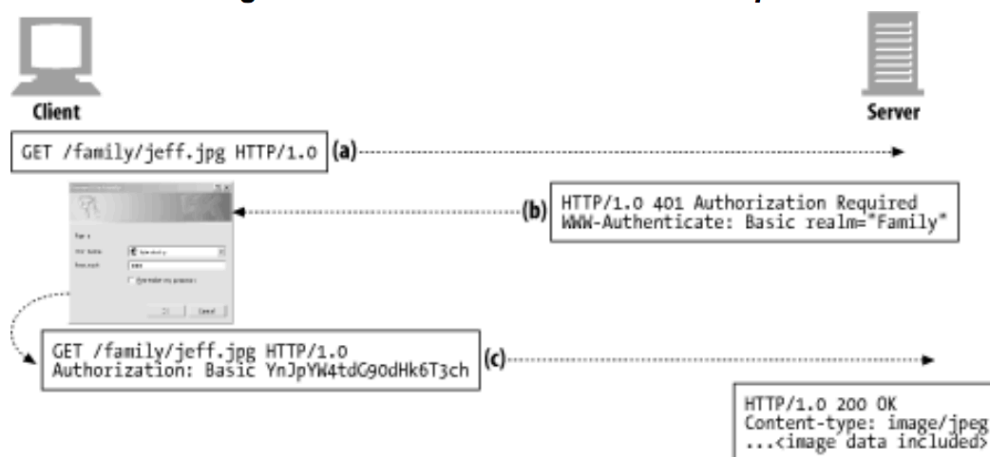 Client
Server
GET /family/jeff.jpg HTTP/1.0
(a)
(b)
HTTP/1.0 401 Authorization Required
WWW-Authenticate: Basic realm="Family"
GET /family/jeff.jpg HTTP/1.0
Authorization: Basic YnJpYW4tdG90dHk6T3ch
(c)
HTTP/1.0 200 OK
Content-type: image/jpeg
...<image data included>